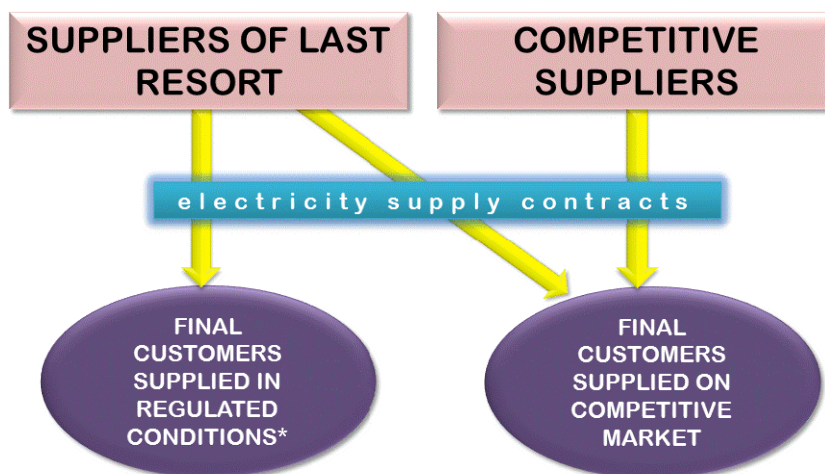 SUPPLIERS OF LAST
RESORT
COMPETITIVE
SUPPLIERS
electricity supply contracts
FINAL
CUSTOMERS
SUPPLIED IN
REGULATED
CONDITIONS*
FINAL
CUSTOMERS
SUPPLIED ON
COMPETITIVE
MARKET